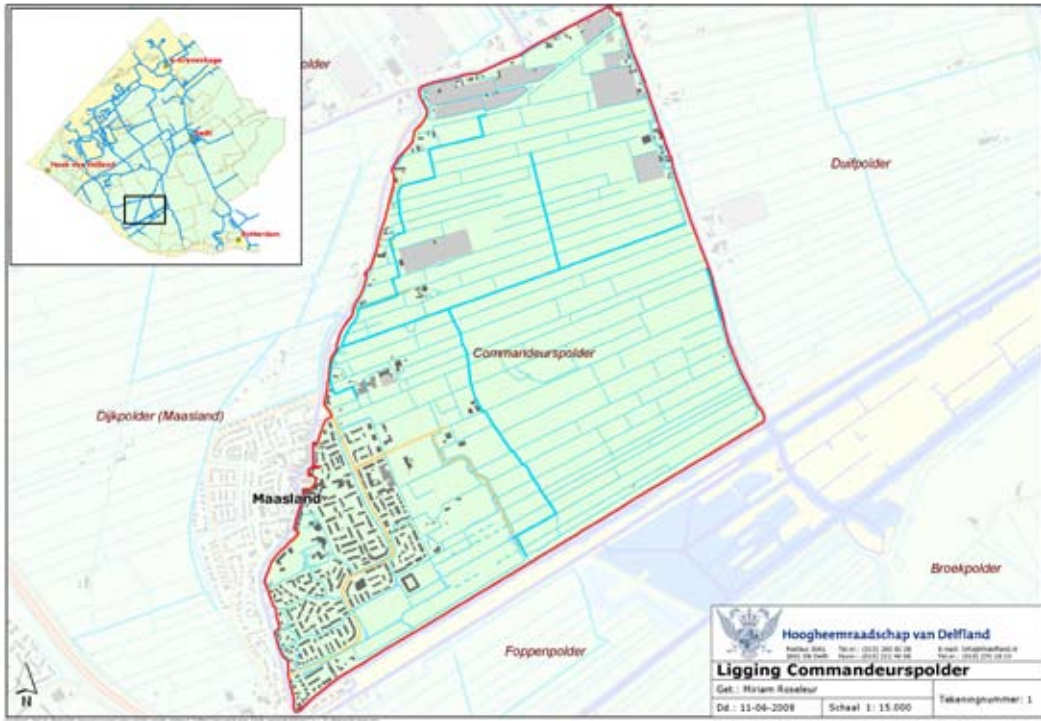 's-Gravenhage
Delft
Hoek van Holland
Rotterdam
older
Duifpolder
Commandeurspolder
Dijkpolder (Maasland)
Maasland
Broekpolder
Foppenpolder
N
Hoogheemraadschap van Delfland
Ligging Commandeurspolder
Get.: Miriam Roseleur
Dd.: 11-06-2009
Schaal 1: 15.000
Tekeningnummer: 1